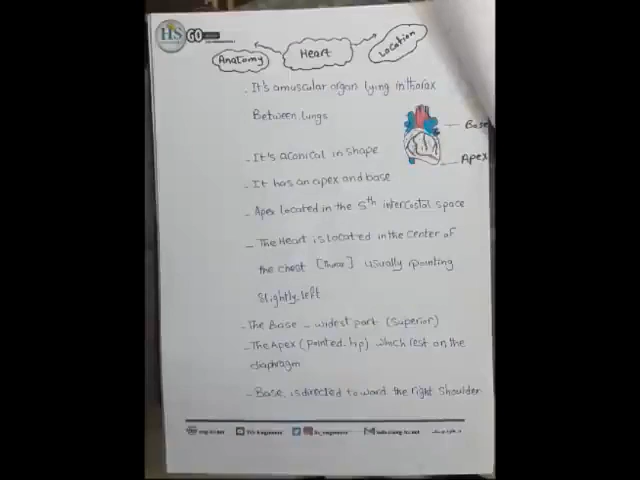 HS
GO
Anatomy
Heart
Location
. It's a muscular organ lying in thorax
Between lungs
Base
. It's a conical in shape
Apex
. It has an apex and base
- Apex Located in the 5th intercostal space
- The Heart is located in the center of
the chest [Thorax] usually pointing
Slightly left
- The Base - widest part (superior)
- The Apex (pointed tip) which rest on the
diaphragm
- Base is directed toward the right shoulder